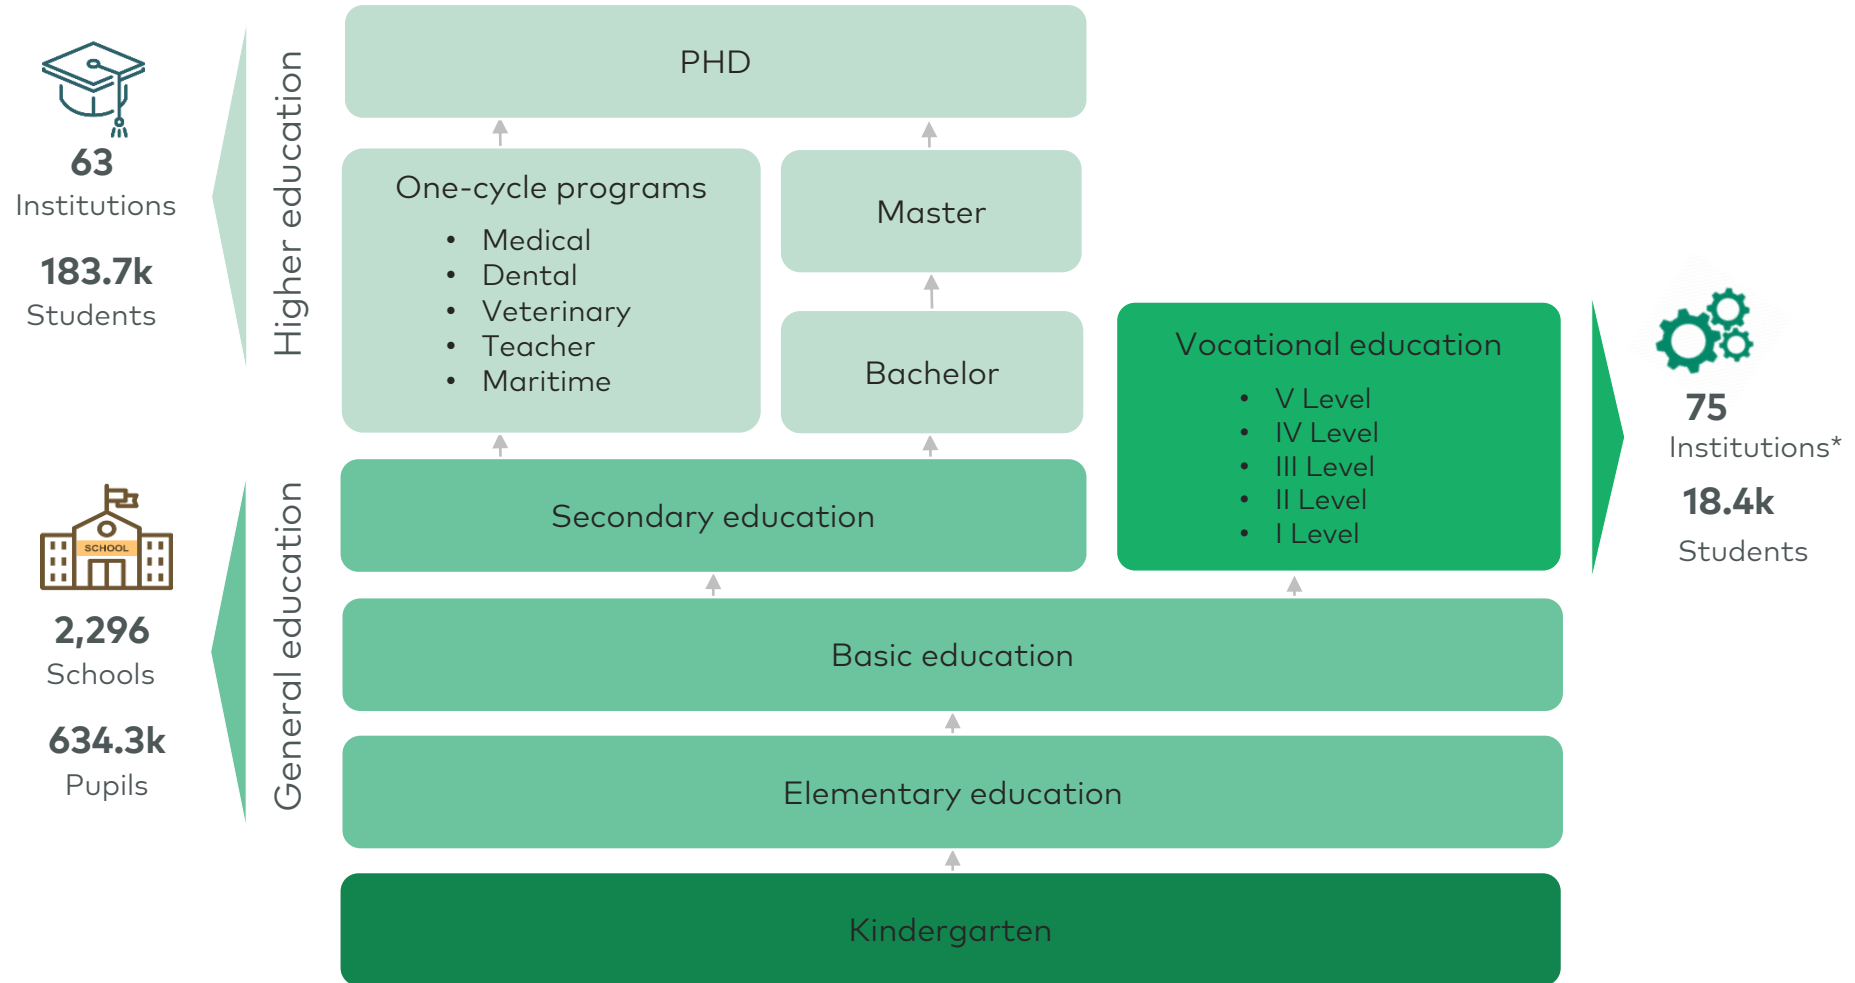 63
Institutions
183.7k
Students
Higher education
PHD
One-cycle programs
• Medical
• Dental
• Veterinary
• Teacher
• Maritime
Master
Bachelor
Vocational education
• V Level
• IV Level
• III Level
• II Level
• I Level
75
Institutions*
18.4k
Students
SCHOOL
2,296
Schools
634.3k
Pupils
General education
Secondary education
Basic education
Elementary education
Kindergarten